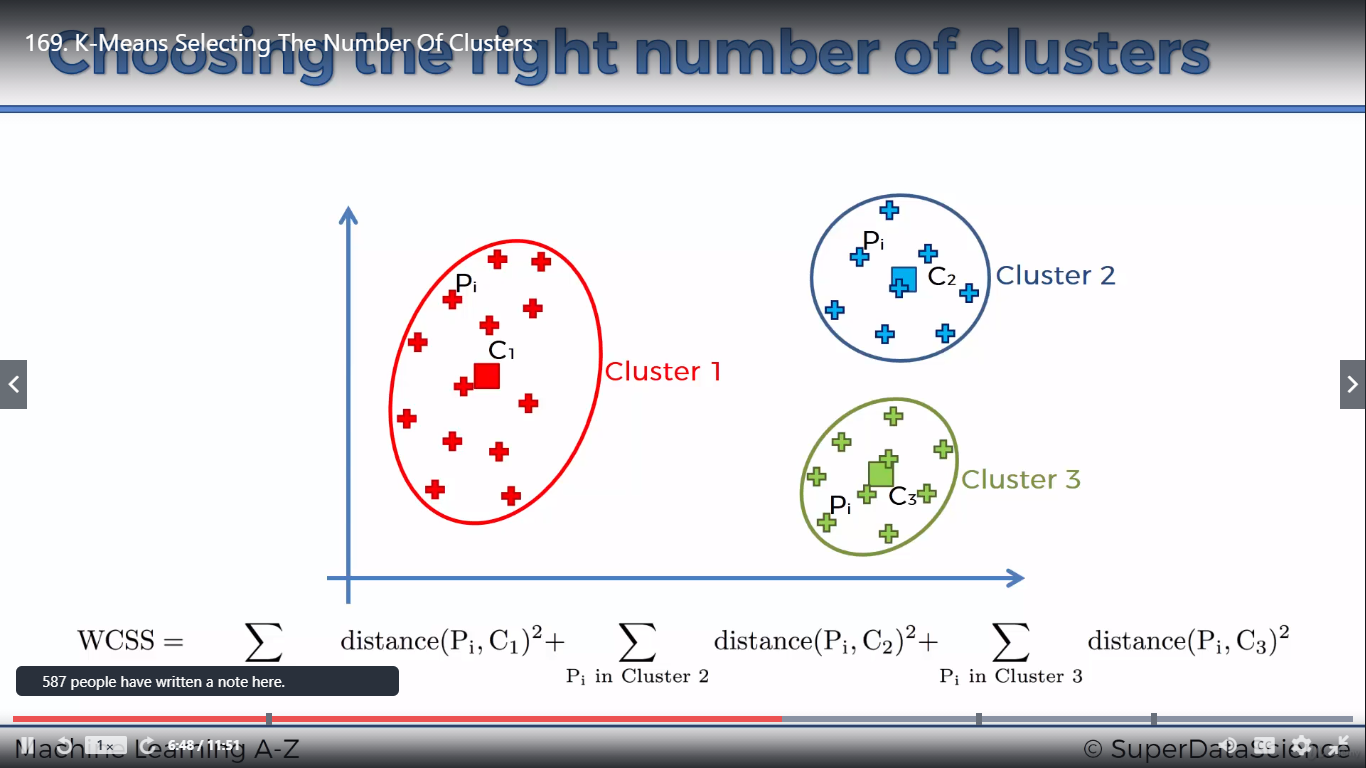 169. K-Means Selecting The Number Of Clusters
Choosing the right number of clusters
Pi
C2
Cluster 2
Pi
C1
Cluster 1
Cluster 3
Pi
C3
WCSS = ∑ distance(Pi, C1)²+ ∑ distance(Pi, C2)²+ ∑ distance(Pi, C3)²
Pi in Cluster 2
Pi in Cluster 3
587 people have written a note here.
1×
6:48 / 11:51
CC
Machine Learning A-Z
© SuperDataScience